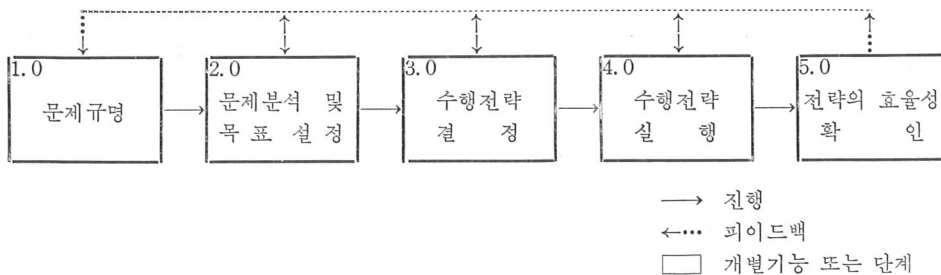 1.0
문제규명
2.0
문제분석 및
목표 설정
3.0
수행전략
결정
4.0
수행전략
실행
5.0
전략의 효율성
확인
진행
피이드백
개별기능 또는 단계